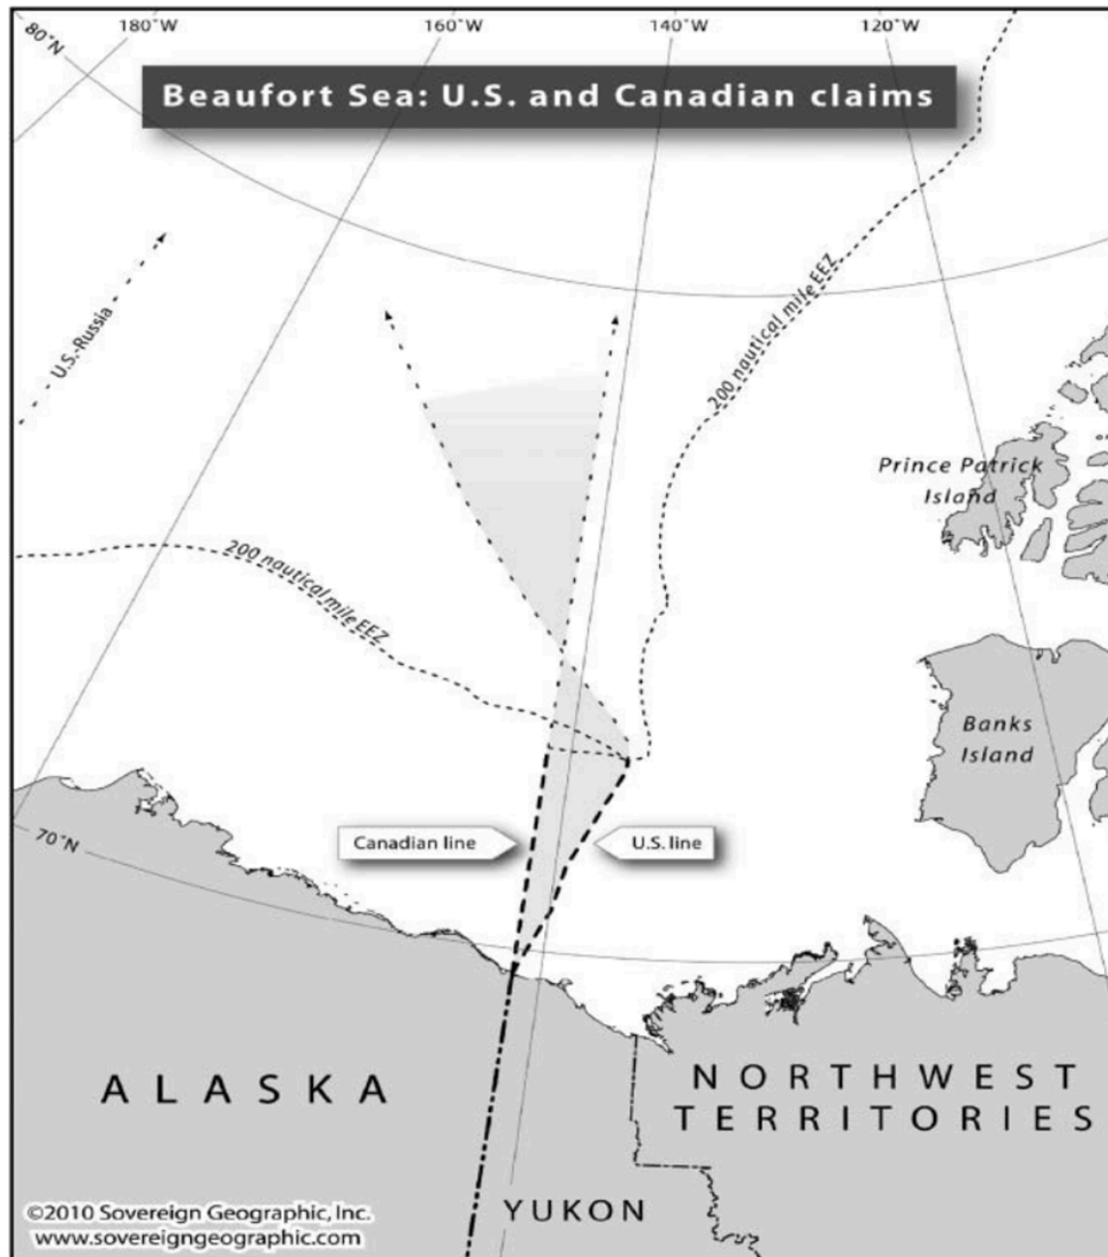 180°W
160°W
140°W
120°W
80°N
Beaufort Sea: U.S. and Canadian claims
U.S.-Russia
200 nautical mile EEZ
Prince Patrick
Island
200 nautical mile EEZ
Banks
Island
70°N
Canadian line
U.S. line
ALASKA
NORTHWEST
TERRITORIES
YUKON
©2010 Sovereign Geographic, Inc.
www.sovereigngeographic.com